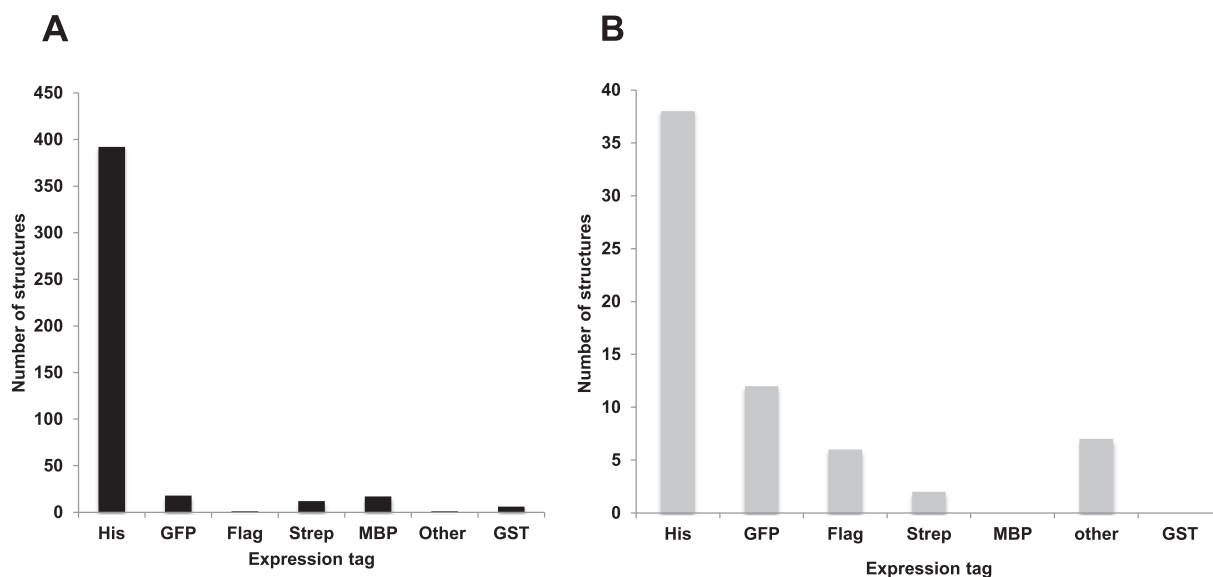 A
450
400
350
300
250
200
150
100
50
0
Number of structures
His GFP Flag Strep MBP Other GST
Expression tag
B
40
35
30
25
20
15
10
5
0
Number of structures
His GFP Flag Strep MBP other GST
Expression tag